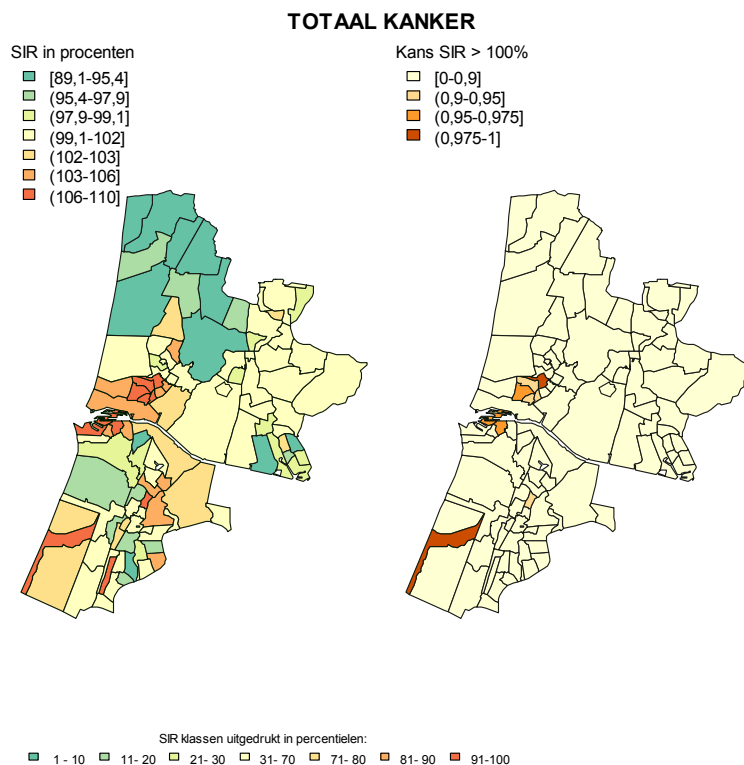 TOTAAL KANKER
SIR in procenten
[89,1-95,4]
(95,4-97,9]
(97,9-99,1]
(99,1-102]
(102-103]
(103-106]
(106-110]
Kans SIR > 100%
[0-0,9]
(0,9-0,95]
(0,95-0,975]
(0,975-1]
SIR klassen uitgedrukt in percentielen:
1 - 10 11- 20 21- 30 31- 70 71- 80 81- 90 91-100